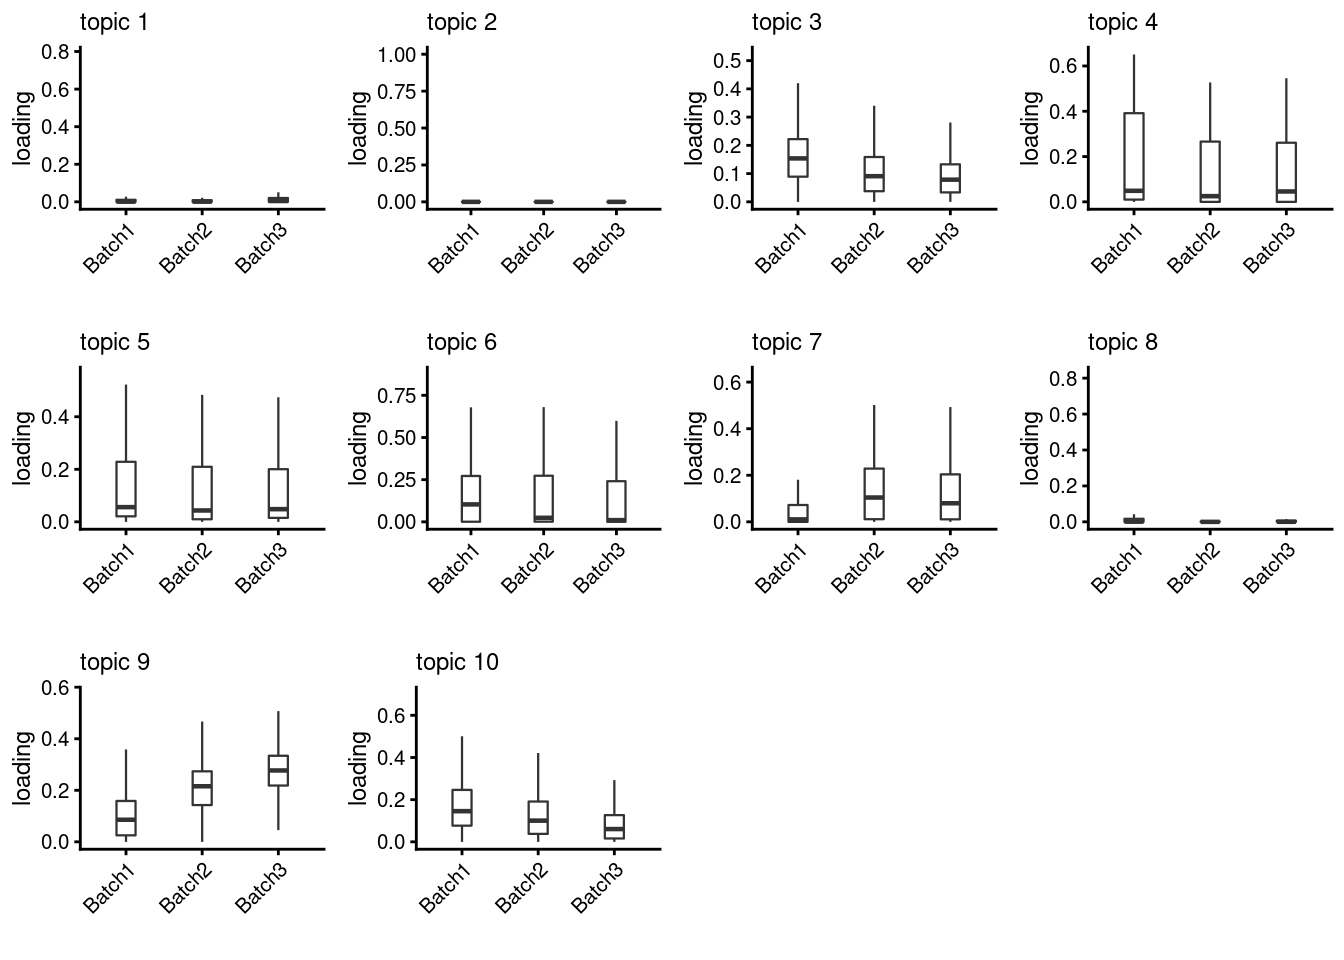 topic 1
loading
0.8
0.6
0.4
0.2
0.0
Batch1
Batch2
Batch3
topic 2
loading
1.00
0.75
0.50
0.25
0.00
Batch1
Batch2
Batch3
topic 3
loading
0.5
0.4
0.3
0.2
0.1
0.0
Batch1
Batch2
Batch3
topic 4
loading
0.6
0.4
0.2
0.0
Batch1
Batch2
Batch3
topic 5
loading
0.4
0.2
0.0
Batch1
Batch2
Batch3
topic 6
loading
0.75
0.50
0.25
0.00
Batch1
Batch2
Batch3
topic 7
loading
0.6
0.4
0.2
0.0
Batch1
Batch2
Batch3
topic 8
loading
0.8
0.6
0.4
0.2
0.0
Batch1
Batch2
Batch3
topic 9
loading
0.6
0.4
0.2
0.0
Batch1
Batch2
Batch3
topic 10
loading
0.6
0.4
0.2
0.0
Batch1
Batch2
Batch3